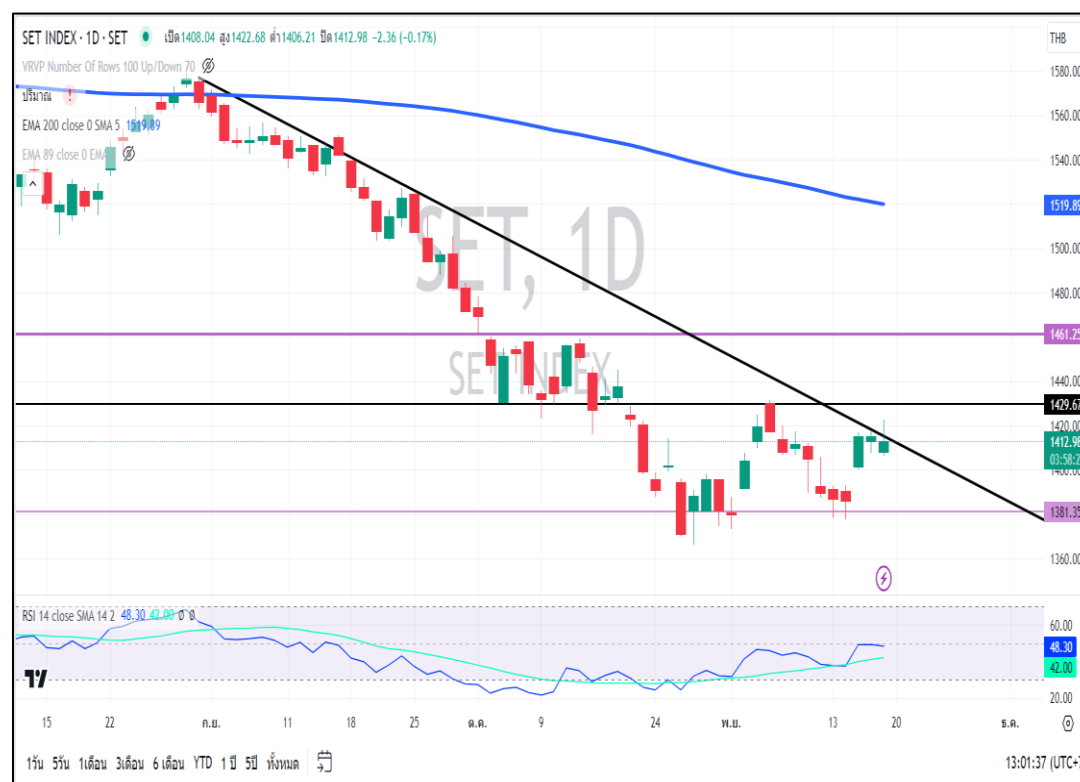 SET INDEX · 1D · SET เปิด1408.04 สูง1422.68 ต่ำ1406.21 ปิด1412.98 −2.36 (−0.17%)
THB
VRVP Number Of Rows 100 Up/Down 70
ปริมาณ !
EMA 200 close 0 SMA 5 1519.89
EMA 89 close 0 EMA
SET, 1D
SET INDEX
1580.00
1560.00
1540.00
1519.89
1500.00
1480.00
1461.25
1440.00
1429.67
1420.00
1412.98
03:58:2
1400.00
1381.35
1360.00
RSI 14 close SMA 14 2 48.30 42.00 0 0
60.00
48.30
42.00
20.00
15 22 ก.ย. 11 18 25 ต.ค. 9 24 พ.ย. 13 20 ธ.ค.
1วัน 5วัน 1เดือน 3เดือน 6 เดือน YTD 1 ปี 5ปี ทั้งหมด 13:01:37 (UTC+7